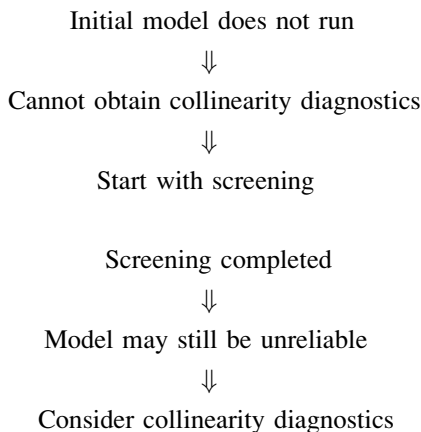 Initial model does not run
⇓
Cannot obtain collinearity diagnostics
⇓
Start with screening
Screening completed
⇓
Model may still be unreliable
⇓
Consider collinearity diagnostics